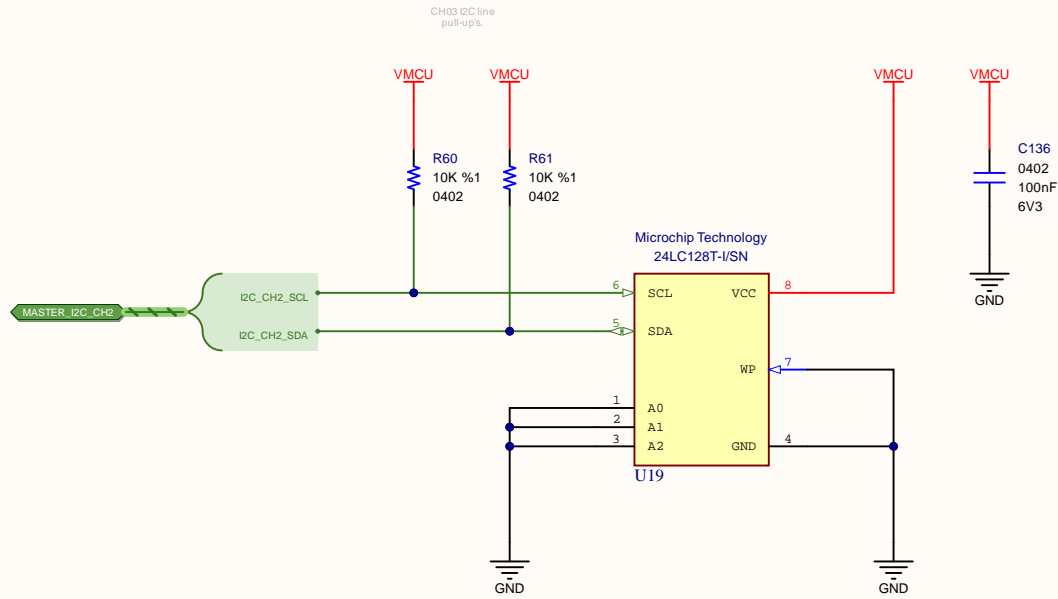 CH03 I2C line
pull-up's.
VMCU
VMCU
VMCU
VMCU
R60
10K %1
0402
R61
10K %1
0402
C136
0402
100nF
6V3
GND
Microchip Technology
24LC128T-I/SN
MASTER_I2C_CH2
I2C_CH2_SCL
I2C_CH2_SDA
6
SCL
VCC
8
5
SDA
WP
7
1
A0
2
A1
3
A2
GND
4
U19
GND
GND